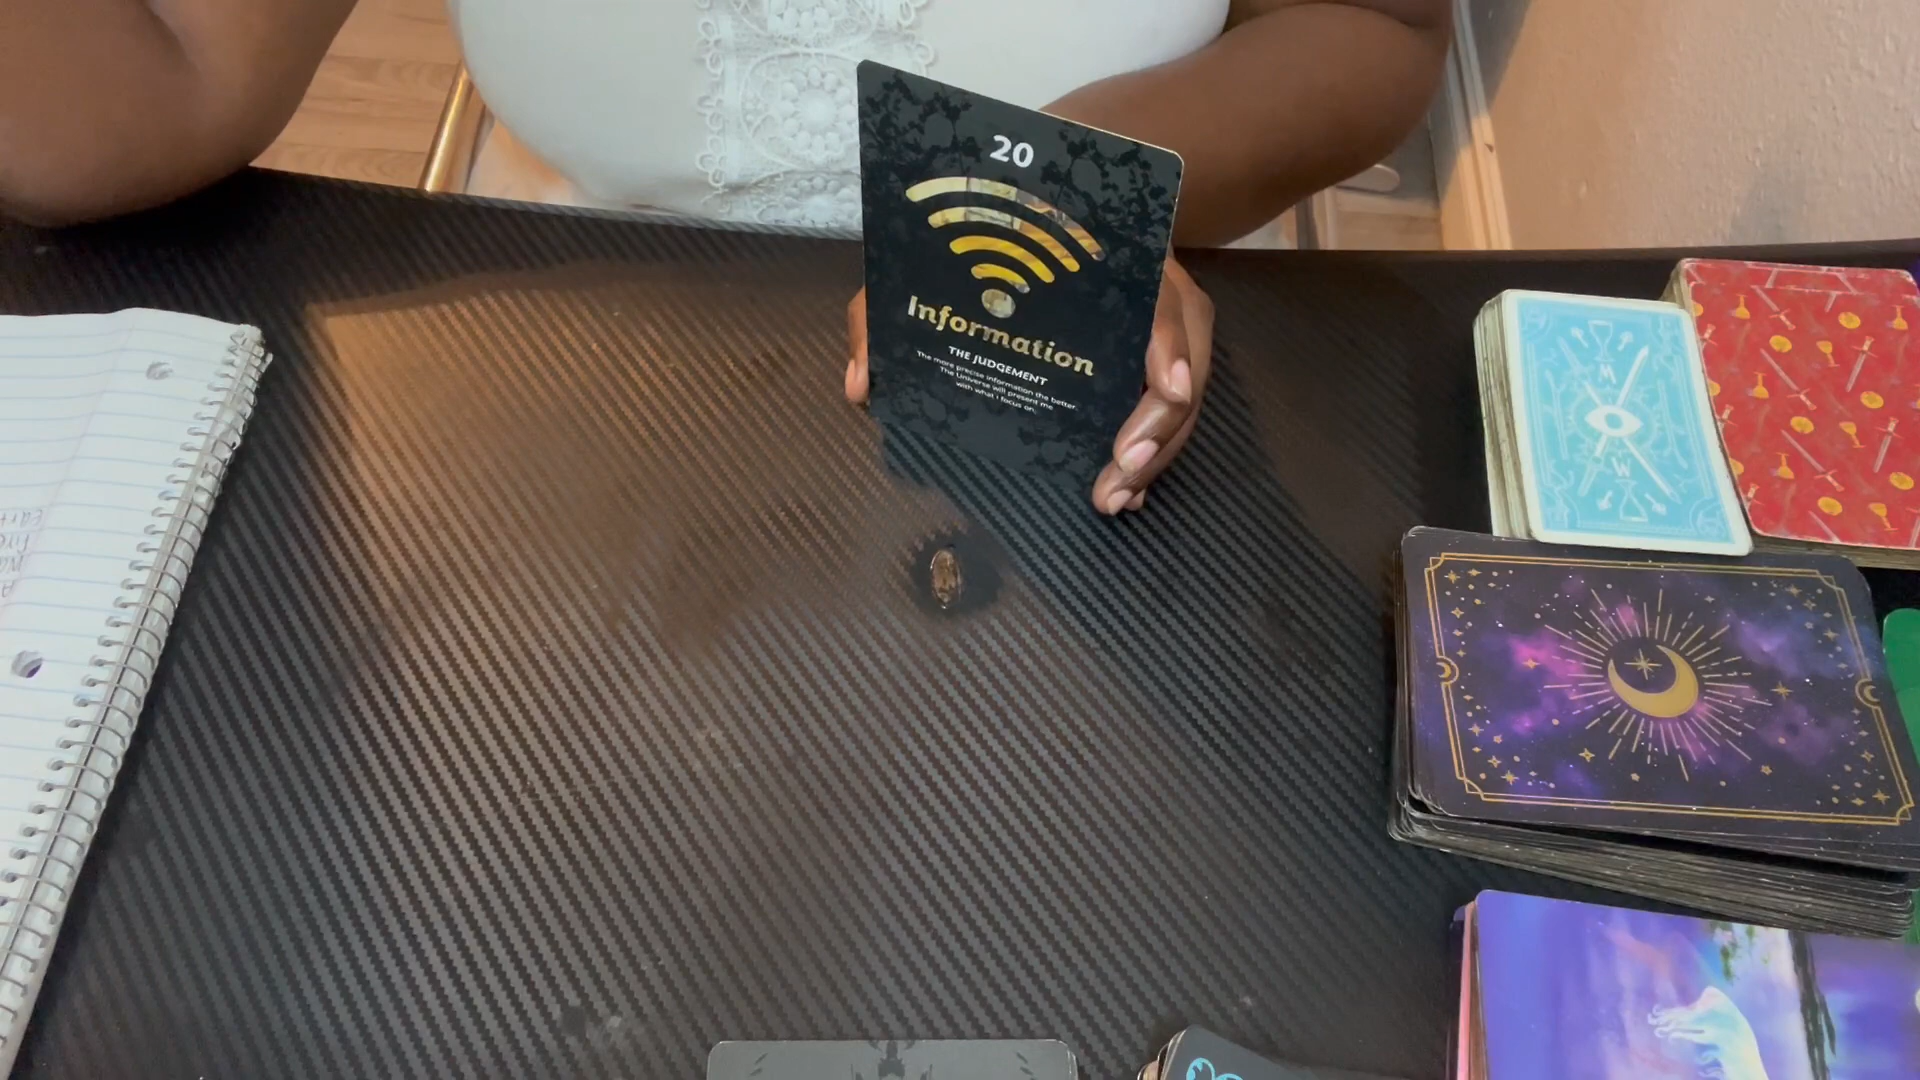 20
Information
THE JUDGEMENT
The more precise information the better.
The Universe will present me
with what I focus on.
M
W